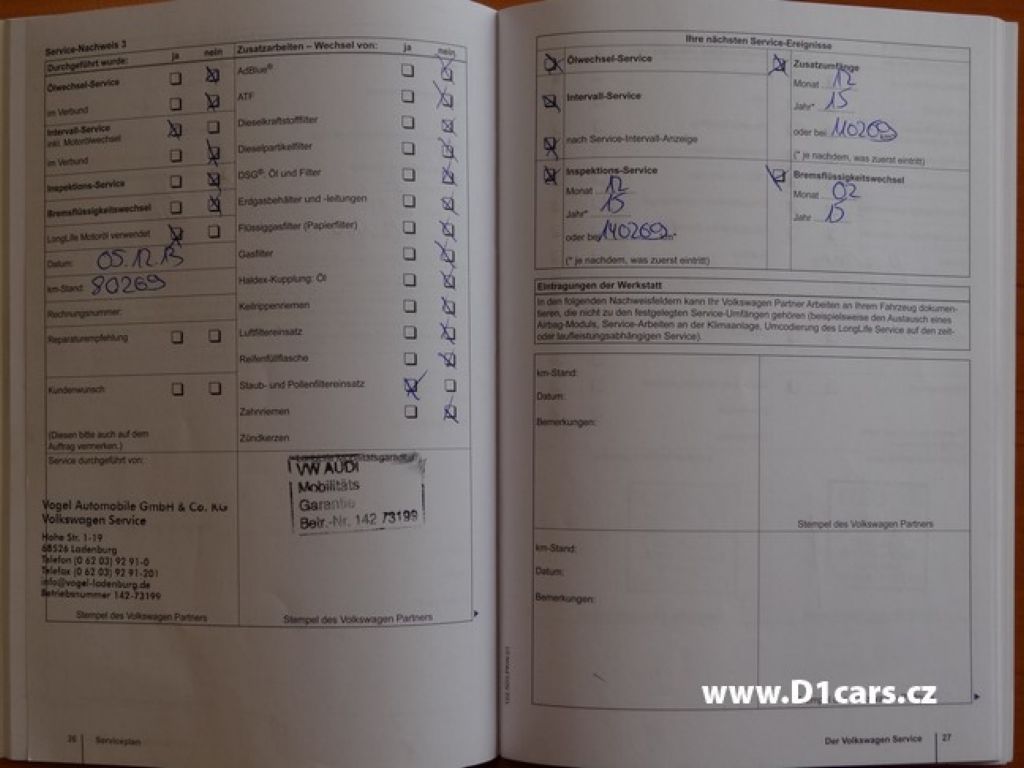 Service-Nachweis 3
Durchgeführt wurde: ja nein
Ölwechsel-Service
im Verbund
Intervall-Service
inkl. Motorölwechsel
im Verbund
Inspektions-Service
Bremsflüssigkeitswechsel
LongLife Motoröl verwendet
Datum: 05.12.13
km-Stand: 80269
Rechnungsnummer:
Reparaturempfehlung
Kundenwunsch:
(Diesen bitte auch auf dem
Auftrag vermerken.)
Service durchgeführt von:
Vogel Automobile GmbH & Co. KG
Volkswagen Service
Hohe Str. 1-19
68526 Ladenburg
Telefon (0 62 03) 92 91-0
Telefax (0 62 03) 92 91-201
info@vogel-ladenburg.de
Betriebsnummer 142-73199
Stempel des Volkswagen Partners
Zusatzarbeiten – Wechsel von: ja nein
AdBlue®
ATF
Dieselkraftstofffilter
Dieselpartikelfilter
DSG®: Öl und Filter
Erdgasbehälter und -leitungen
Flüssiggasfilter (Papierfilter)
Gasfilter
Haldex-Kupplung: Öl
Keilrippenriemen
Luftfiltereinsatz
Reifenfüllflasche
Staub- und Pollenfiltereinsatz
Zahnriemen
Zündkerzen
VW AUDI
Mobilitäts
Garantie
Betr.-Nr. 142 73199
Stempel des Volkswagen Partners
26 Serviceplan
Ihre nächsten Service-Ereignisse
Ölwechsel-Service
Intervall-Service
nach Service-Intervall-Anzeige
Inspektions-Service
Monat 12
Jahr* 15
oder bei 140269
(* je nachdem, was zuerst eintritt)
Zusatzumfänge
Monat 12
Jahr* 15
oder bei 110269
(* je nachdem, was zuerst eintritt)
Bremsflüssigkeitswechsel
Monat 02
Jahr 15
Eintragungen der Werkstatt
In den folgenden Nachweisfeldern kann Ihr Volkswagen Partner Arbeiten an Ihrem Fahrzeug dokumen-
tieren, die nicht zu den festgelegten Service-Umfängen gehören (beispielsweise den Austausch eines
Airbag-Moduls, Service-Arbeiten an der Klimaanlage, Umcodierung des LongLife Service auf den zeit-
oder laufleistungsabhängigen Service).
km-Stand:
Datum:
Bemerkungen:
Stempel des Volkswagen Partners
km-Stand:
Datum:
Bemerkungen:
www.D1cars.cz
Der Volkswagen Service 27